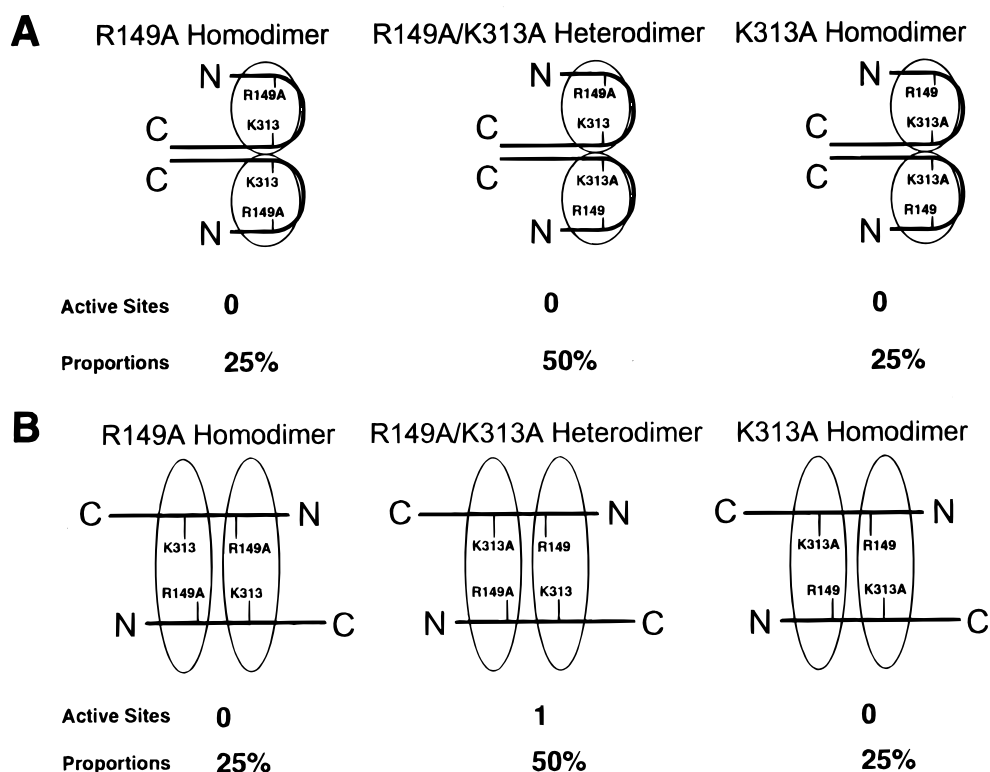 A
R149A Homodimer R149A/K313A Heterodimer K313A Homodimer
N N N
R149A R149A R149
K313 K313 K313A
C C C
C C C
K313 K313A K313A
R149A R149 R149
N N N
Active Sites 0 0 0
Proportions 25% 50% 25%
B
R149A Homodimer R149A/K313A Heterodimer K313A Homodimer
C N C N C N
K313 R149A K313A R149 K313A R149
R149A K313 R149A K313 R149 K313A
N C N C N C
Active Sites 0 1 0
Proportions 25% 50% 25%